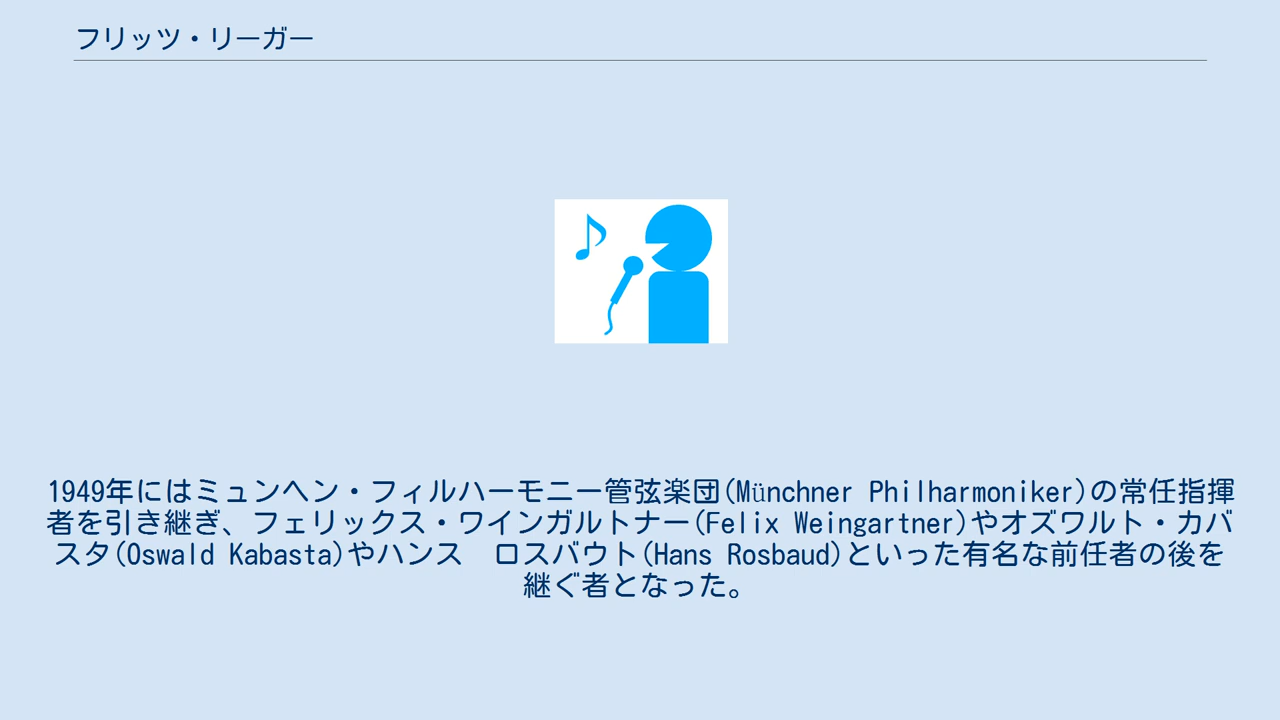 フリッツ・リーガー
1949年にはミュンヘン・フィルハーモニー管弦楽団(Münchner Philharmoniker)の常任指揮
者を引き継ぎ、フェリックス・ワインガルトナー(Felix Weingartner)やオズワルト・カバ
スタ(Oswald Kabasta)やハンス　ロスバウト(Hans Rosbaud)といった有名な前任者の後を
継ぐ者となった。